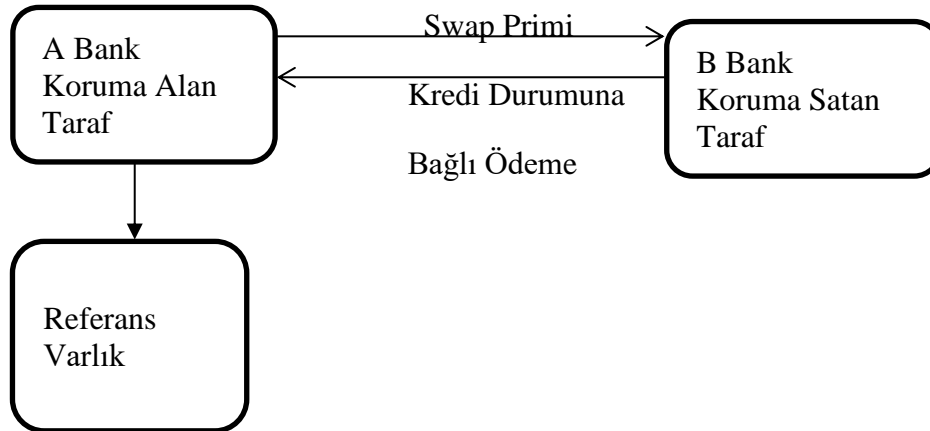 A Bank
Koruma Alan
Taraf
Swap Primi
Kredi Durumuna
Bağlı Ödeme
B Bank
Koruma Satan
Taraf
Referans
Varlık